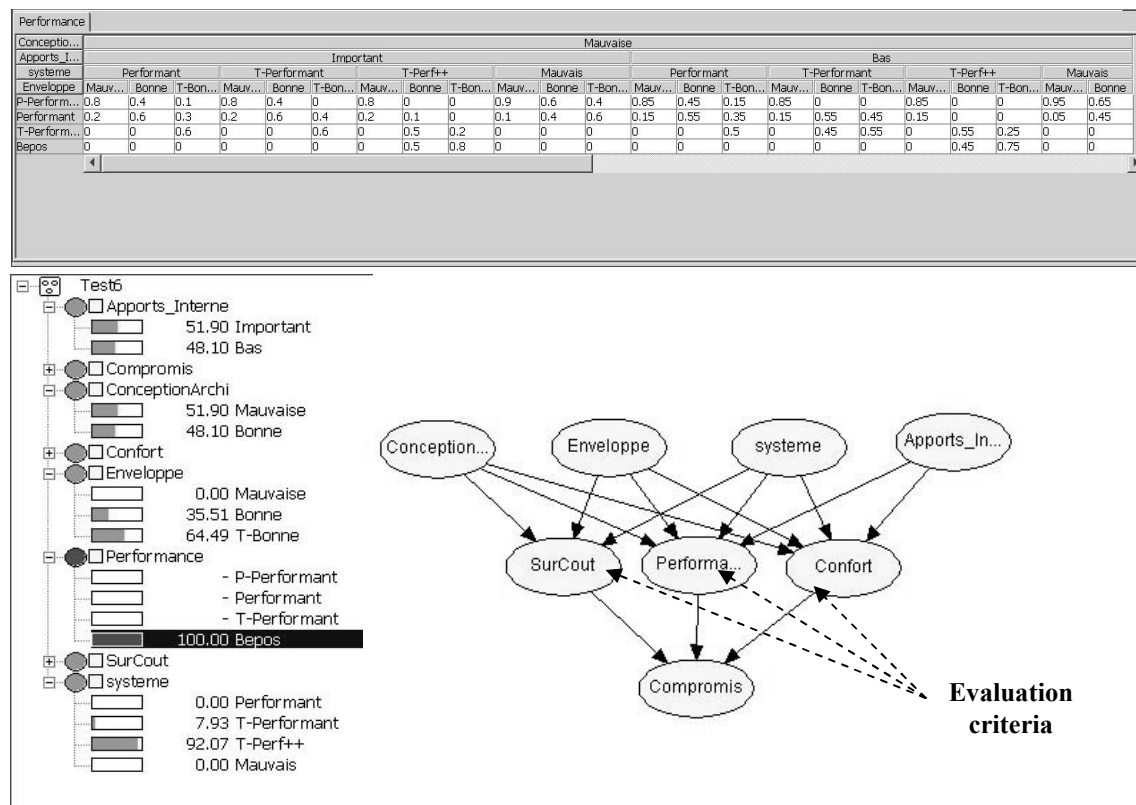 Performance
Conceptio... Mauvaise
Apports_I... Important Bas
systeme Performant T-Performant T-Perf++ Mauvais Performant T-Performant T-Perf++ Mauvais
Enveloppe Mauv... Bonne T-Bon... Mauv... Bonne T-Bon... Mauv... Bonne T-Bon... Mauv... Bonne T-Bon... Mauv... Bonne T-Bon... Mauv... Bonne T-Bon... Mauv... Bonne T-Bon... Mauv... Bonne
P-Perform... 0.8 0.4 0.1 0.8 0.4 0 0.8 0 0 0.9 0.6 0.4 0.85 0.45 0.15 0.85 0 0 0.85 0 0 0.95 0.65
Performant 0.2 0.6 0.3 0.2 0.6 0.4 0.2 0.1 0 0.1 0.4 0.6 0.15 0.55 0.35 0.15 0.55 0.45 0.15 0 0 0.05 0.45
T-Perform... 0 0 0.6 0 0 0.6 0 0.5 0.2 0 0 0 0 0 0.5 0 0.45 0.55 0 0.55 0.25 0 0
Bepos 0 0 0 0 0 0 0 0.5 0.8 0 0 0 0 0 0 0 0 0 0 0.45 0.75 0 0
Test6
Apports_Interne
51.90 Important
48.10 Bas
Compromis
ConceptionArchi
51.90 Mauvaise
48.10 Bonne
Confort
Enveloppe
0.00 Mauvaise
35.51 Bonne
64.49 T-Bonne
Performance
- P-Performant
- Performant
- T-Performant
100.00 Bepos
SurCout
systeme
0.00 Performant
7.93 T-Performant
92.07 T-Perf++
0.00 Mauvais
Conception...
Enveloppe
systeme
Apports_In...
SurCout
Performa...
Confort
Compromis
Evaluation
criteria